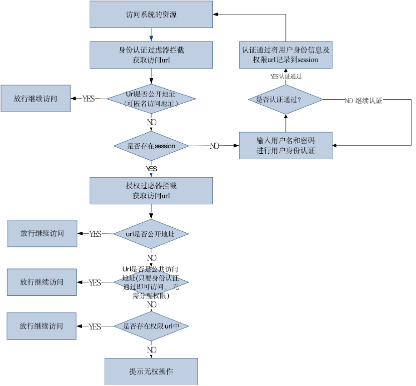 访问系统的资源
身份认证过滤器拦截
获取访问url
认证通过将用户身份信息及
权限url记录到session
YES认证通过
放行继续访问
YES
Url是否公开地址
(可匿名访问地址)
是否认证通过?
NO 继续认证
NO
是否存在session
NO
输入用户名和密码
进行用户身份认证
YES
授权过滤器拦截
获取访问url
放行继续访问
YES
url是否公开地址
NO
放行继续访问
YES
Url是否是公共访问
地址(只要身份认证
通过即可访问，无
需分配权限)
NO
放行继续访问
YES
是否存在权限url中
NO
提示无权操作